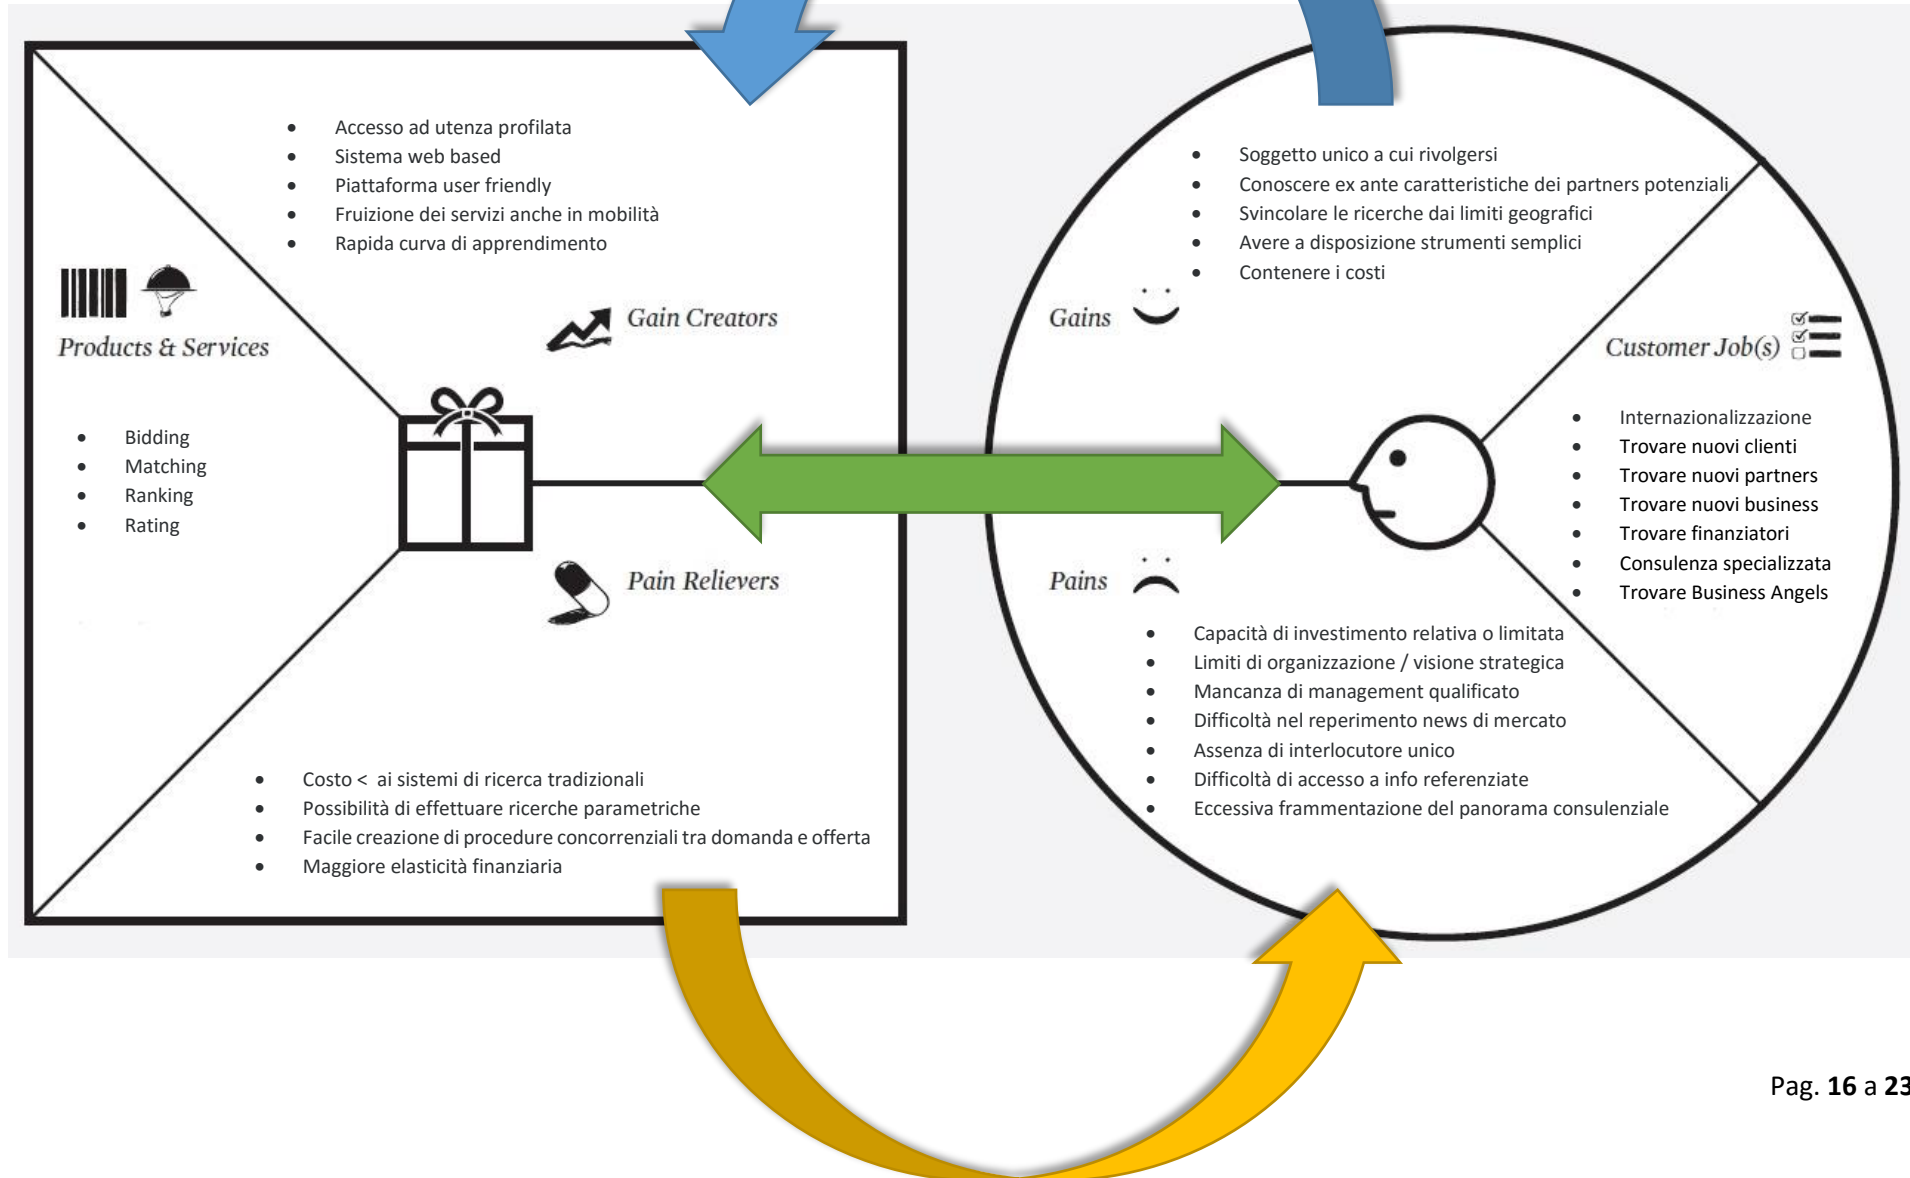 Accesso ad utenza profilata
Sistema web based
Piattaforma user friendly
Fruizione dei servizi anche in mobilità
Rapida curva di apprendimento
Gain Creators
Products & Services
Bidding
Matching
Ranking
Rating
Pain Relievers
Costo < ai sistemi di ricerca tradizionali
Possibilità di effettuare ricerche parametriche
Facile creazione di procedure concorrenziali tra domanda e offerta
Maggiore elasticità finanziaria
Soggetto unico a cui rivolgersi
Conoscere ex ante caratteristiche dei partners potenziali
Svincolare le ricerche dai limiti geografici
Avere a disposizione strumenti semplici
Contenere i costi
Gains
Customer Job(s)
Internazionalizzazione
Trovare nuovi clienti
Trovare nuovi partners
Trovare nuovi business
Trovare finanziatori
Consulenza specializzata
Trovare Business Angels
Pains
Capacità di investimento relativa o limitata
Limiti di organizzazione / visione strategica
Mancanza di management qualificato
Difficoltà nel reperimento news di mercato
Assenza di interlocutore unico
Difficoltà di accesso a info referenziate
Eccessiva frammentazione del panorama consulenziale
Pag. 16 a 23